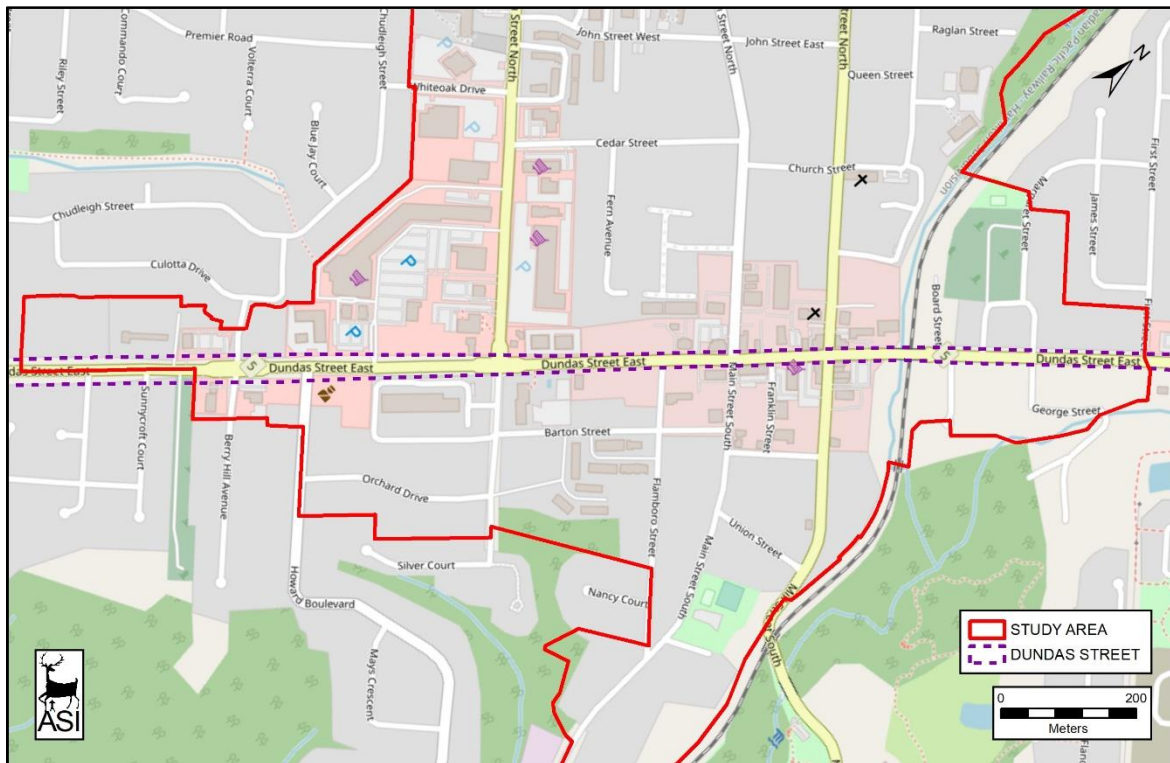 Chudleigh Street
Street North
John Street West
Street North
John Street East
Street North
Raglan Street
Premier Road
Commando Court
Volterra Court
Riley Street
Whiteoak Drive
Queen Street
N
Blue Jay Court
Cedar Street
Church Street
First Street
James Street
Fern Avenue
Chudleigh Street
Culotta Drive
P
P
P
P
P
Board Street
Dundas Street East
S
Dundas Street East
Dundas Street East
S
Dundas Street East
Sunnycroft Court
Berry Hill Avenue
Barton Street
Main Street South
Franklin Street
George Street
Orchard Drive
Flamboro Street
Union Street
Silver Court
Main Street South
Nancy Court
Howard Boulevard
Mays Crescent
STUDY AREA
DUNDAS STREET
0 200
Meters
ASI